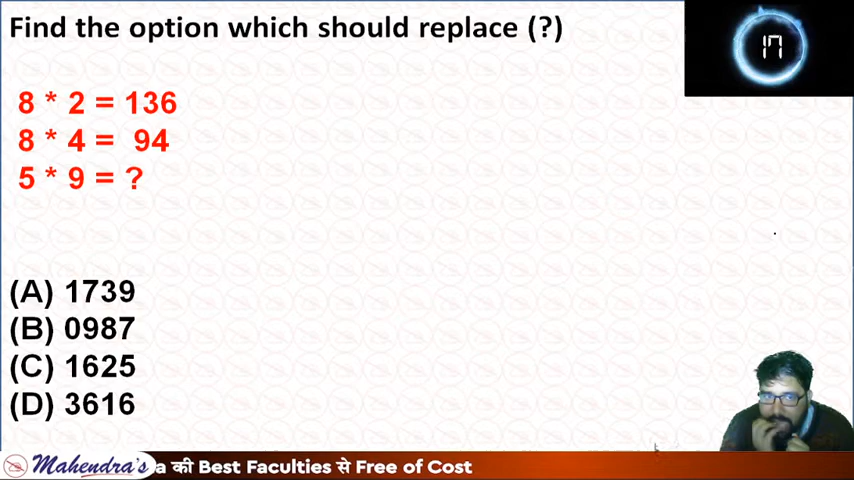 Find the option which should replace (?)
17
8 * 2 = 136
8 * 4 = 94
5 * 9 = ?
(A) 1739
(B) 0987
(C) 1625
(D) 3616
Mahendra's a की Best Faculties से Free of Cost